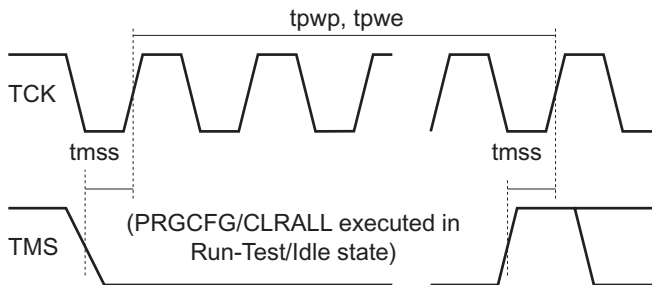 tpwp, tpwe
TCK
tmss
tmss
(PRGCFG/CLRALL executed in
TMS
Run-Test/Idle state)